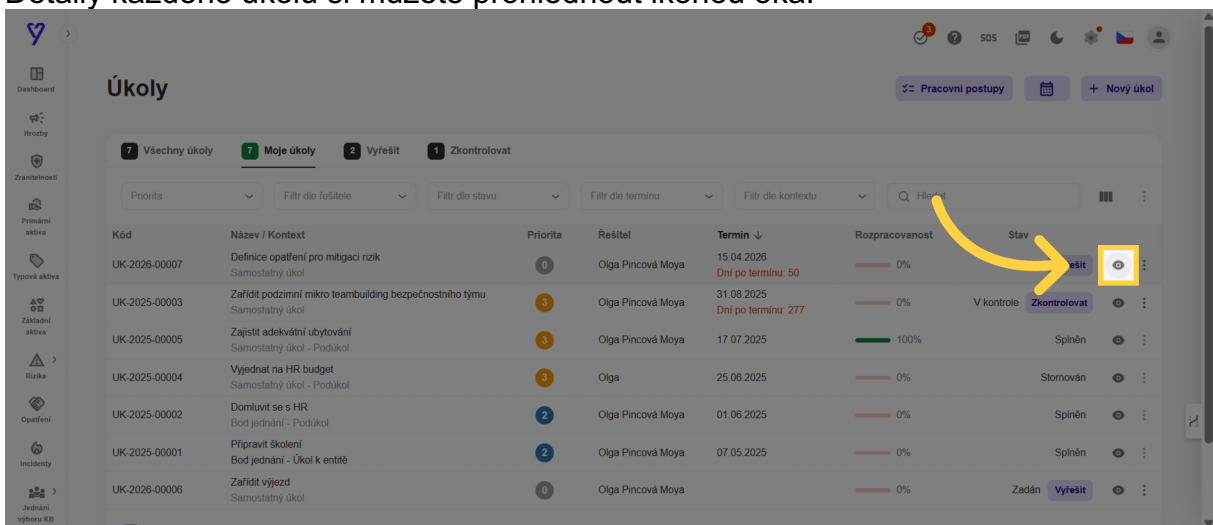 Detaily každého úkolu si můžete prohlédnout ikonou oka.
3
SOS
PDF
Dashboard
Hrozby
Zranitelnosti
Primární
aktiva
Typová aktiva
Základní
aktiva
Rizika
Opatření
Incidenty
Jednání
výboru KB
Úkoly
Pracovní postupy
+ Nový úkol
7 Všechny úkoly 7 Moje úkoly 2 Vyřešit 1 Zkontrolovat
Priorita Filtr dle řešitele Filtr dle stavu Filtr dle termínu Filtr dle kontextu Hledat
Kód Název / Kontext Priorita Řešitel Termín ↓ Rozpracovanost Stav
UK-2026-00007 Definice opatření pro mitigaci rizik 0 Olga Pincová Moya 15.04.2026 0%
Samostatný úkol Dní po termínu: 50
UK-2025-00003 Zařídit podzimní mikro teambuilding bezpečnostního týmu 3 Olga Pincová Moya 31.08.2025 0% V kontrole Zkontrolovat
Samostatný úkol Dní po termínu: 277
UK-2025-00005 Zajistit adekvátní ubytování 3 Olga Pincová Moya 17.07.2025 100% Splněn
Samostatný úkol - Podúkol
UK-2025-00004 Vyjednat na HR budget 3 Olga 25.06.2025 0% Stornován
Samostatný úkol - Podúkol
UK-2025-00002 Domluvit se s HR 2 Olga Pincová Moya 01.06.2025 0% Splněn
Bod jednání - Podúkol
UK-2025-00001 Připravit školení 2 Olga Pincová Moya 07.05.2025 0% Splněn
Bod jednání - Úkol k entitě
UK-2026-00006 Zařídit výjezd 0 Olga Pincová Moya 0% Zadán Vyřešit
Samostatný úkol